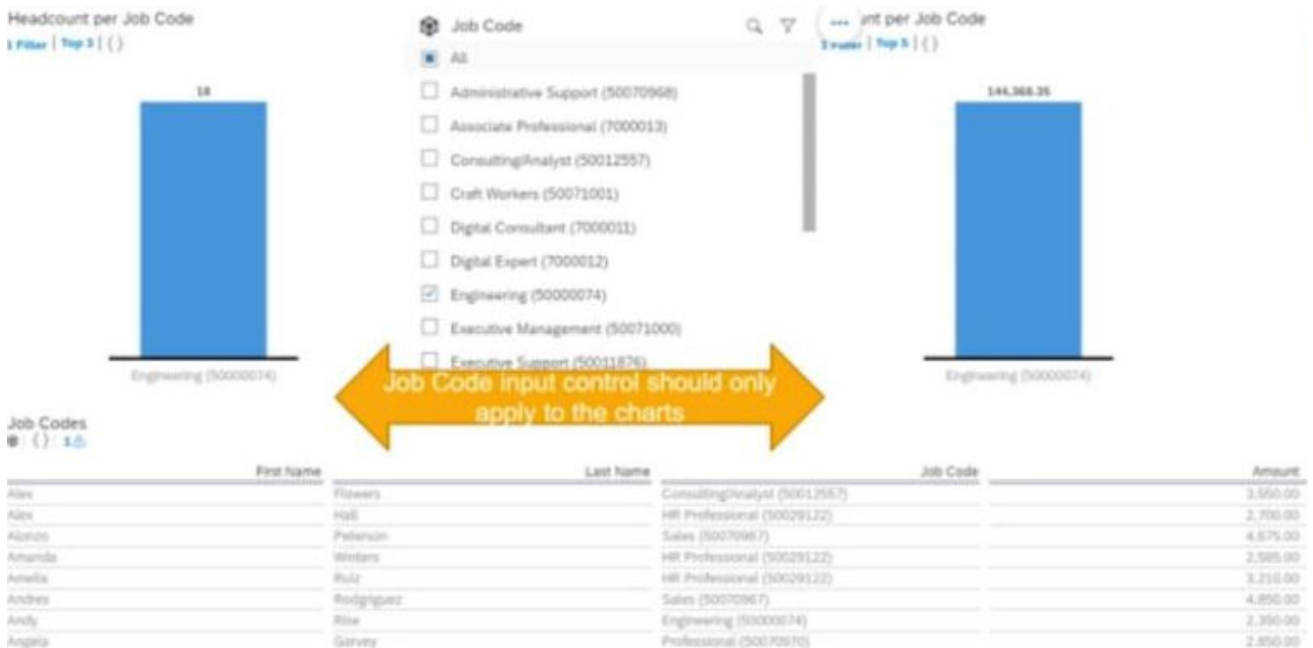 Headcount per Job Code
1 Filter | Top 3 | ( )
18
Engineering (50000074)
Job Code
All
Administrative Support (50070968)
Associate Professional (7000013)
Consulting/Analyst (50012557)
Craft Workers (50071001)
Digital Consultant (7000011)
Digital Expert (7000012)
Engineering (50000074)
Executive Management (50071000)
Executive Support (50011876)
unt per Job Code
Filter | Top 5 | ( )
144,368.35
Engineering (50000074)
Job Code input control should only
apply to the charts
Job Codes
( ) 1
First Name Last Name Job Code Amount
Alex Flowers Consulting/Analyst (50012557) 3,550.00
Alex Hall HR Professional (50029122) 2,700.00
Alonzo Peterson Sales (50070967) 4,675.00
Amanda Winters HR Professional (50029122) 2,585.00
Amelia Ruiz HR Professional (50029122) 3,210.00
Andres Rodgriguez Sales (50070967) 4,850.00
Andy Rise Engineering (50000074) 2,350.00
Angela Garvey Professional (50070970) 2,850.00